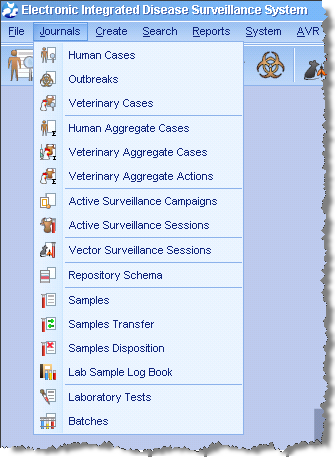 Electronic Integrated Disease Surveillance System
File Journals Create Search Reports System AVR
Human Cases
Outbreaks
Veterinary Cases
Human Aggregate Cases
Veterinary Aggregate Cases
Veterinary Aggregate Actions
Active Surveillance Campaigns
Active Surveillance Sessions
Vector Surveillance Sessions
Repository Schema
Samples
Samples Transfer
Samples Disposition
Lab Sample Log Book
Laboratory Tests
Batches